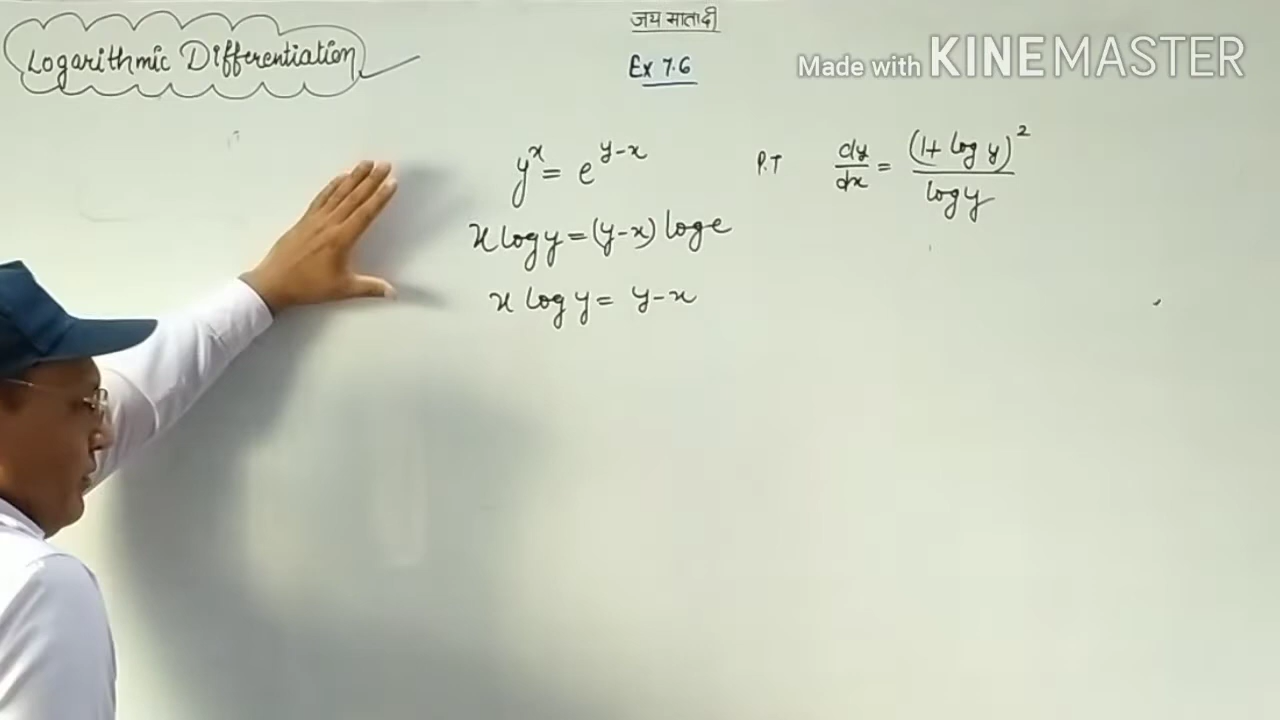 Logarithmic Differentiation
जय माता दी
Ex 7.6
Made with KINEMASTER
y^x = e^{y-x}
P.T dy/dx = (1+ log y)^2 / log y
x log y = (y-x) log e
x log y = y-x